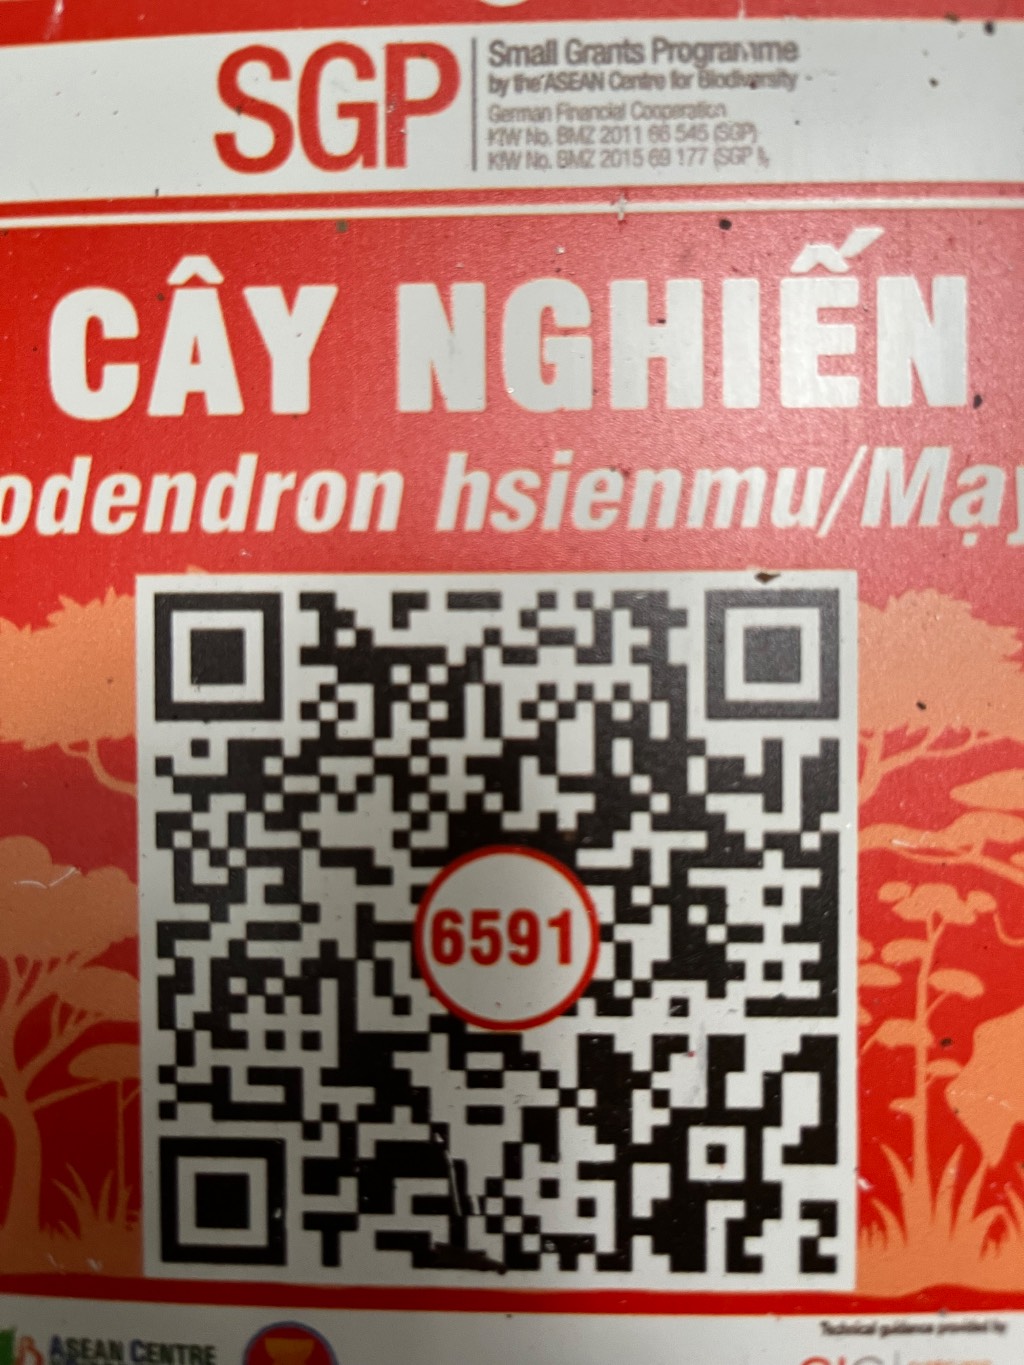 SGP
Small Grants Programme
by the ASEAN Centre for Biodiversity
German Financial Cooperation
KfW No. BMZ 2011 66 545 (SGP)
KfW No. BMZ 2015 69 177 (SGP
CÂY NGHIẾN
odendron hsienmu/Mạy
6591
ASEAN CENTRE
Technical guidance provided by